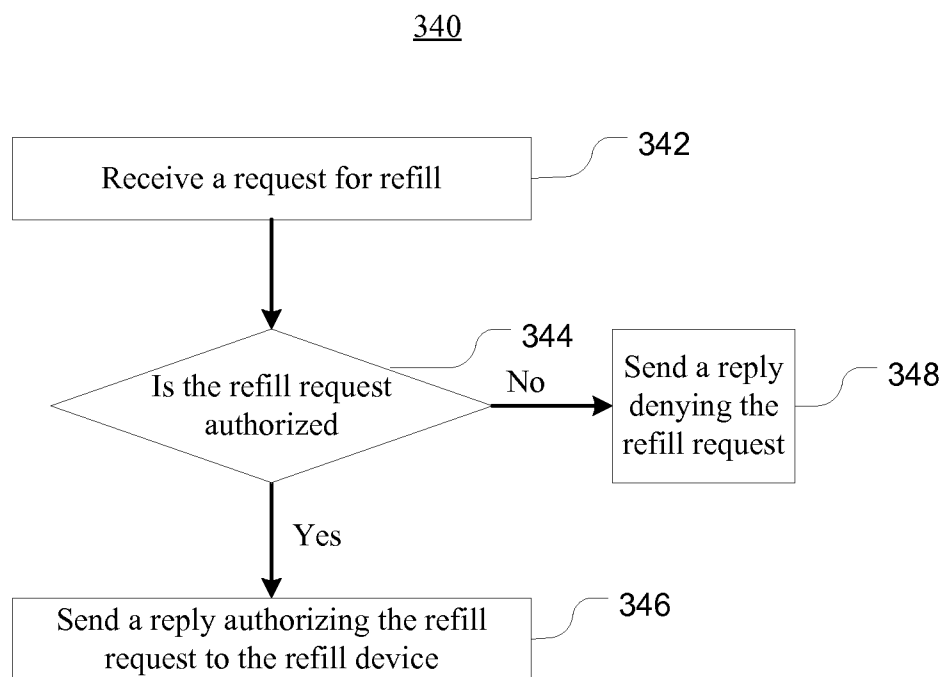 340
Receive a request for refill
342
Is the refill request
authorized
344
No
Send a reply
denying the
refill request
348
Yes
Send a reply authorizing the refill
request to the refill device
346